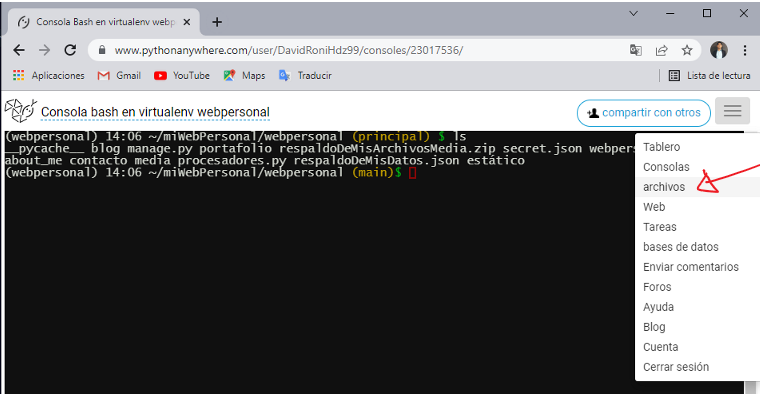 Consola Bash en virtualenv webp
www.pythonanywhere.com/user/DavidRoniHdz99/consoles/23017536/
Aplicaciones Gmail YouTube Maps Traducir Lista de lectura
Consola bash en virtualenv webpersonal compartir con otros
(webpersonal) 14:06 ~/miWebPersonal/webpersonal (principal) $ ls
__pycache__ blog manage.py portafolio respaldoDeMisArchivosMedia.zip secret.json webpers
about_me contacto media procesadores.py respaldoDeMisDatos.json estático
(webpersonal) 14:06 ~/miWebPersonal/webpersonal (main)$
Tablero
Consolas
archivos
Web
Tareas
bases de datos
Enviar comentarios
Foros
Ayuda
Blog
Cuenta
Cerrar sesión